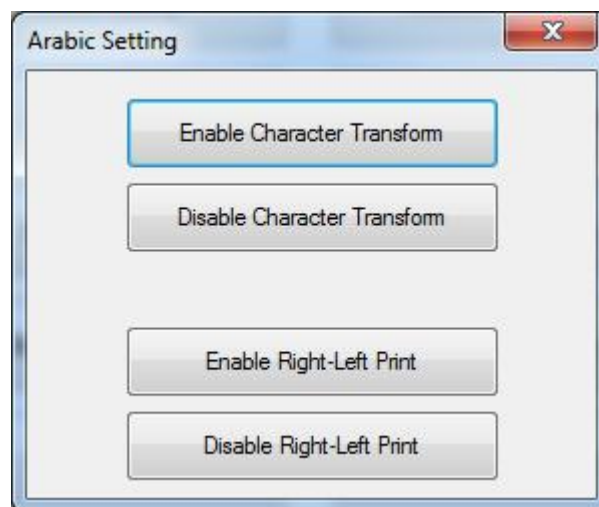 Arabic Setting
Enable Character Transform
Disable Character Transform
Enable Right-Left Print
Disable Right-Left Print